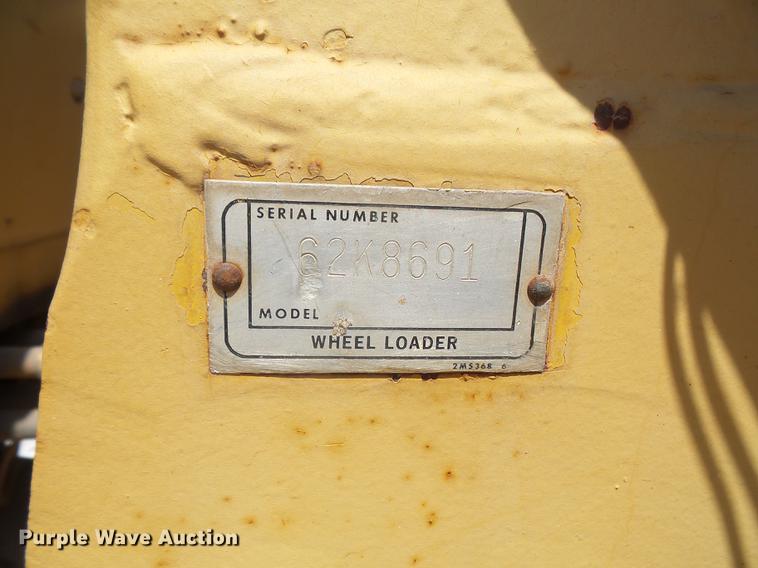 SERIAL NUMBER
62K8691
MODEL
WHEEL LOADER
2M5368 6
Purple Wave Auction